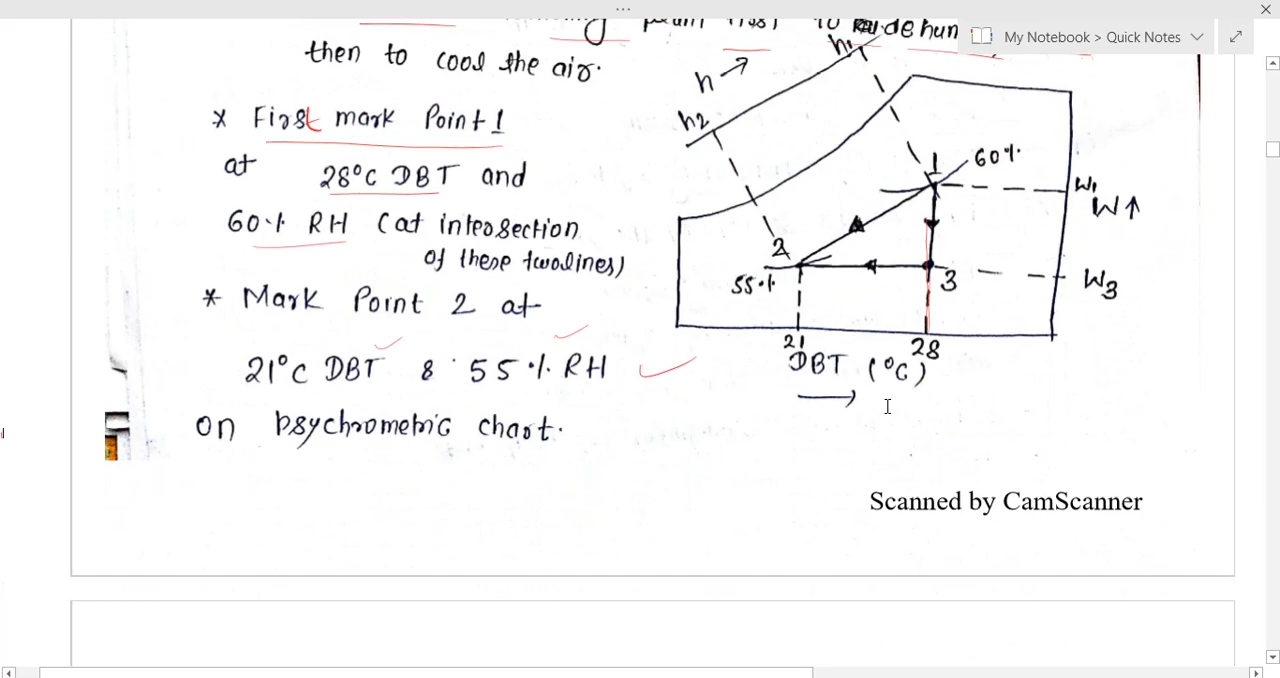 My Notebook > Quick Notes
then to cool the air.
* First mark Point 1
at 28°C DBT and
60% RH (at intersection
of these two lines)
* Mark Point 2 at
21°C DBT & 55% RH
on psychrometric chart.
h1
h →
h2
1
60%
W1
W↑
2
55%
3
W3
21
28
DBT (°C)
→
Scanned by CamScanner